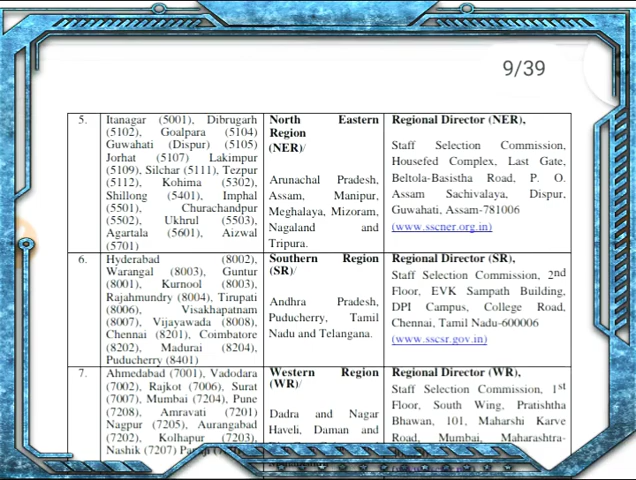 9/39
5.
Itanagar (5001), Dibrugarh
(5102), Goalpara (5104)
Guwahati (Dispur) (5105)
Jorhat (5107) Lakimpur
(5109), Silchar (5111), Tezpur
(5112), Kohima (5302),
Shillong (5401), Imphal
(5501), Churachandpur
(5502), Ukhrul (5503),
Agartala (5601), Aizwal
(5701)
North Eastern
Region
(NER)/
Arunachal Pradesh,
Assam, Manipur,
Meghalaya, Mizoram,
Nagaland and
Tripura.
Regional Director (NER),
Staff Selection Commission,
Housefed Complex, Last Gate,
Beltola-Basistha Road, P. O.
Assam Sachivalaya, Dispur,
Guwahati, Assam-781006
(www.sscner.org.in)
6.
Hyderabad (8002),
Warangal (8003), Guntur
(8001), Kurnool (8003),
Rajahmundry (8004), Tirupati
(8006), Visakhapatnam
(8007), Vijayawada (8008),
Chennai (8201), Coimbatore
(8202), Madurai (8204),
Puducherry (8401)
Southern Region
(SR)/
Andhra Pradesh,
Puducherry, Tamil
Nadu and Telangana.
Regional Director (SR),
Staff Selection Commission, 2nd
Floor, EVK Sampath Building,
DPI Campus, College Road,
Chennai, Tamil Nadu-600006
(www.sscsr.gov.in)
7.
Ahmedabad (7001), Vadodara
(7002), Rajkot (7006), Surat
(7007), Mumbai (7204), Pune
(7208), Amravati (7201)
Nagpur (7205), Aurangabad
(7202), Kolhapur (7203),
Nashik (7207)
Western Region
(WR)/
Dadra and Nagar
Haveli, Daman and
Regional Director (WR),
Staff Selection Commission, 1st
Floor, South Wing, Pratishtha
Bhawan, 101, Maharshi Karve
Road, Mumbai, Maharashtra-